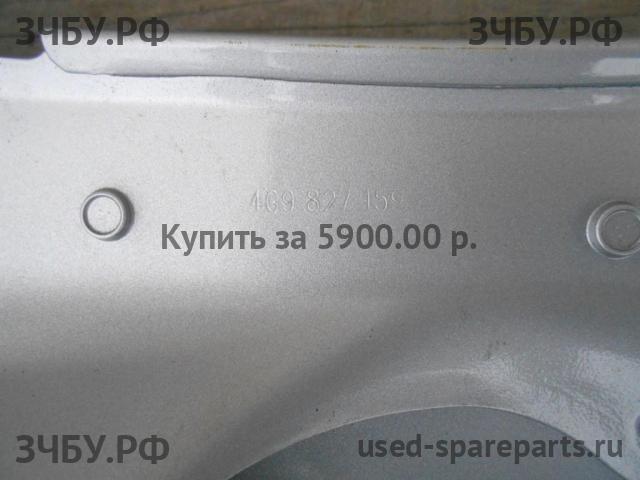 ЗЧБУ.РФ ЗЧБУ.РФ
4G9 827 159
Купить за 5900.00 р.
ЗЧБУ.РФ used-spareparts.ru